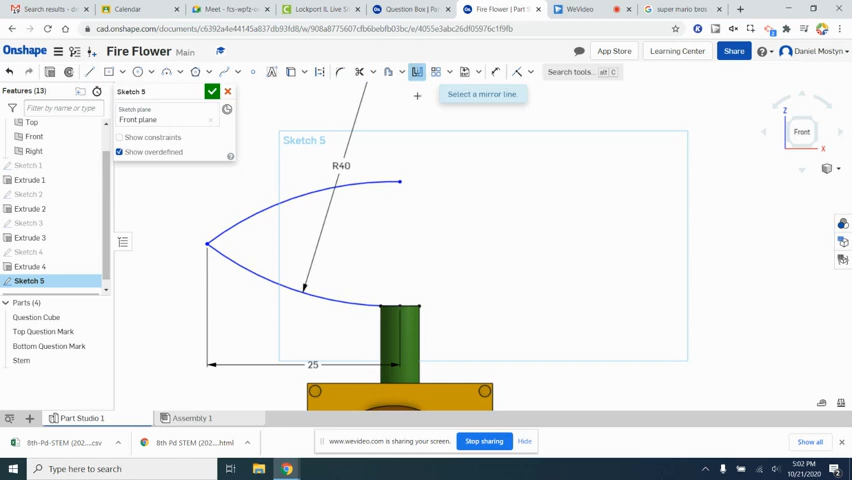 Search results - d
Calendar
Meet - fcs-wpfz-
Lockport IL Live S
Question Box | Pa
Fire Flower | Part S
WeVideo
super mario bros
cad.onshape.com/documents/c6392a4e44145335bd45d3fd/w/908a8775765cdfb6fd6c9e8c/e/4055e3abc26df05976c1f9fb
Onshape
Fire Flower Main
App Store
Learning Center
Share
Daniel Mostyn
Search tools... alt C
Features (13)
Filter by name or type
Top
Front
Right
Sketch 1
Extrude 1
Sketch 2
Extrude 2
Sketch 3
Extrude 3
Sketch 4
Extrude 4
Sketch 5
Parts (4)
Question Cube
Top Question Mark
Bottom Question Mark
Stem
Sketch 5
Sketch plane
Front plane
Show constraints
Show overdefined
Select a mirror line.
Sketch 5
R40
25
Z
Front
X
Part Studio 1
Assembly 1
8th-Pd-STEM (202....csv
8th Pd STEM (202....html
www.wevideo.com is sharing your screen.
Stop sharing
Hide
Show all
Type here to search
5:02 PM
10/21/2020